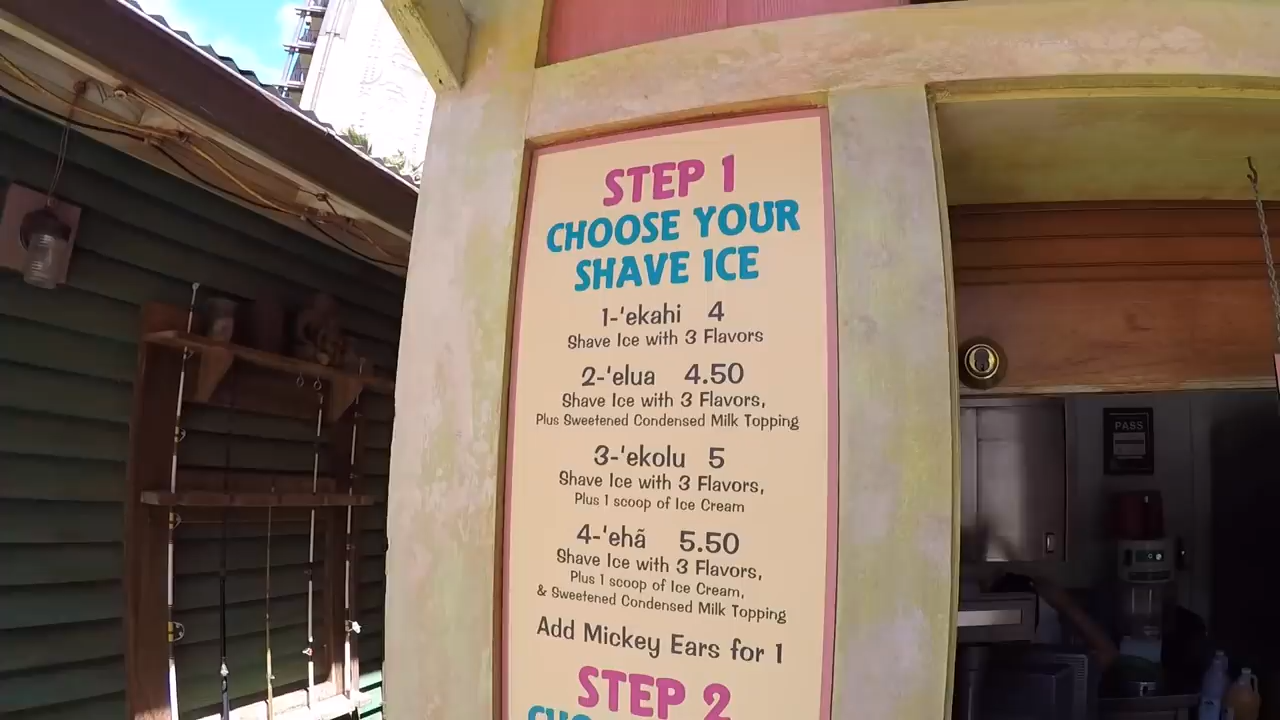 STEP 1
CHOOSE YOUR
SHAVE ICE
1-'ekahi 4
Shave Ice with 3 Flavors
2-'elua 4.50
Shave Ice with 3 Flavors,
Plus Sweetened Condensed Milk Topping
3-'ekolu 5
Shave Ice with 3 Flavors,
Plus 1 scoop of Ice Cream
4-'ehã 5.50
Shave Ice with 3 Flavors,
Plus 1 scoop of Ice Cream,
& Sweetened Condensed Milk Topping
Add Mickey Ears for 1
STEP 2
PASS